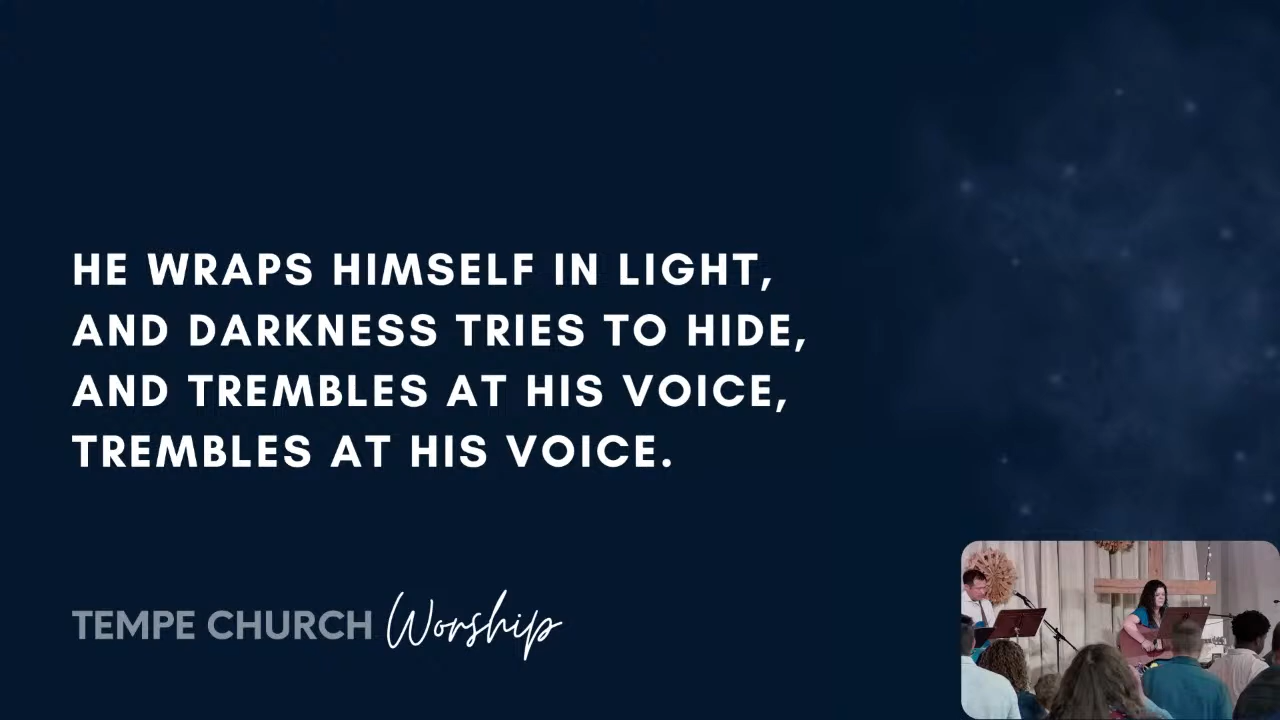 HE WRAPS HIMSELF IN LIGHT,
AND DARKNESS TRIES TO HIDE,
AND TREMBLES AT HIS VOICE,
TREMBLES AT HIS VOICE.
TEMPE CHURCH Worship